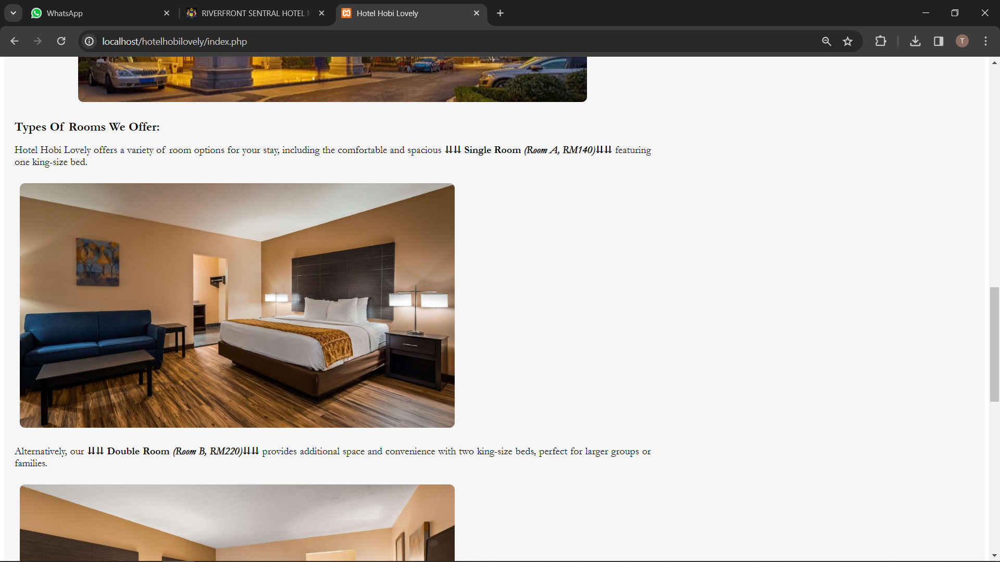 WhatsApp
RIVERFRONT SENTRAL HOTEL
Hotel Hobi Lovely
localhost/hotelhobilovely/index.php
T
Types Of Rooms We Offer:
Hotel Hobi Lovely offers a variety of room options for your stay, including the comfortable and spacious ⇊⇊ Single Room (Room A, RM140)⇊⇊ featuring
one king-size bed.
Alternatively, our ⇊⇊ Double Room (Room B, RM220)⇊⇊ provides additional space and convenience with two king-size beds, perfect for larger groups or
families.